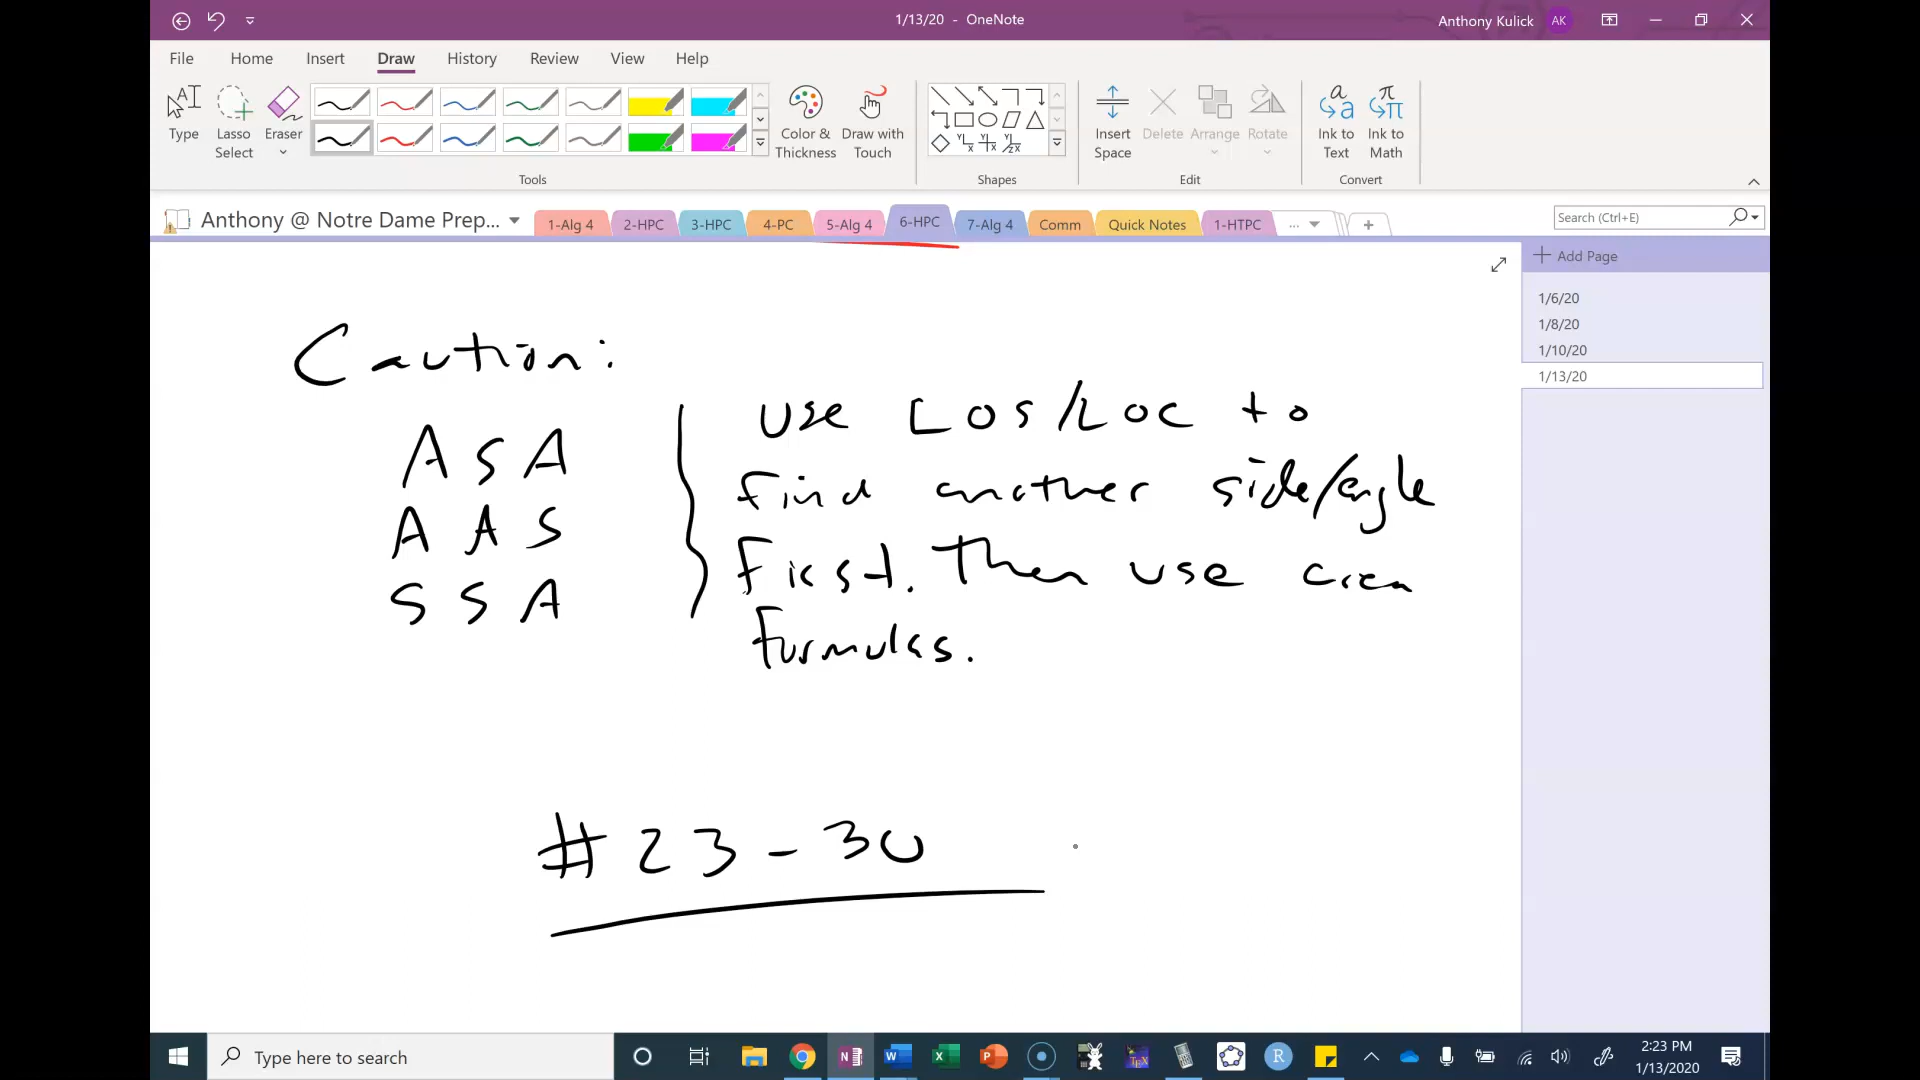 1/13/20 - OneNote
Anthony Kulick AK
File Home Insert Draw History Review View Help
Type
Lasso Select
Eraser
Color & Thickness
Draw with Touch
Insert Space
Delete
Arrange
Rotate
Ink to Text
Ink to Math
Tools Shapes Edit Convert
Anthony @ Notre Dame Prep...
1-Alg 4 2-HPC 3-HPC 4-PC 5-Alg 4 6-HPC 7-Alg 4 Comm Quick Notes 1-HTPC ...
Search (Ctrl+E)
Add Page
1/6/20
1/8/20
1/10/20
1/13/20
Caution:
ASA
AAS
SSA
Use LOS/LOC to
find another side/angle
first. Then use area
formulas.
#23-30
Type here to search
2:23 PM
1/13/2020